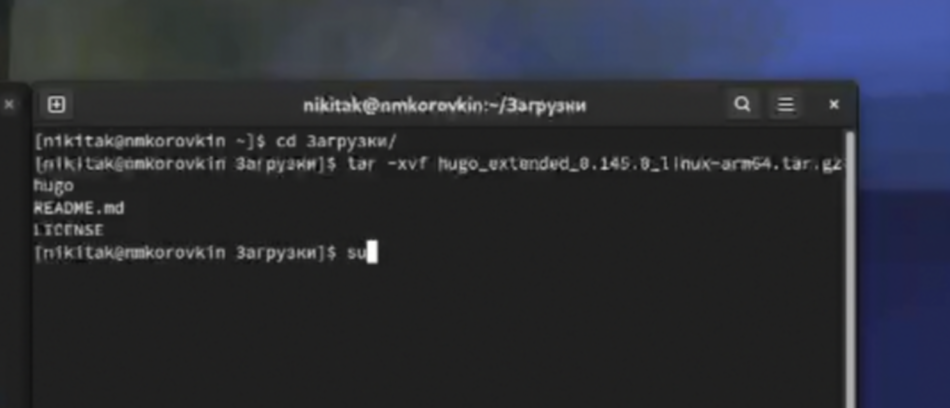 nikitak@nmkorovkin:~/Загрузки
[nikitak@nmkorovkin ~]$ cd Загрузки/
[nikitak@nmkorovkin Загрузки]$ tar -xvf hugo_extended_0.145.0_linux-arm64.tar.gz
hugo
README.md
LICENSE
[nikitak@nmkorovkin Загрузки]$ su